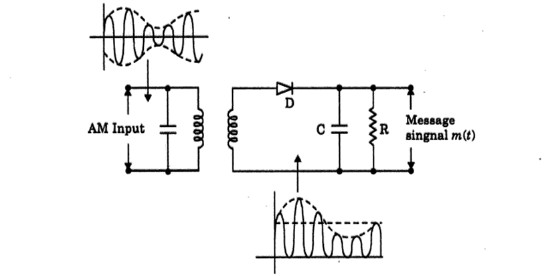 D
AM Input
C
R
Message
singnal m(t)